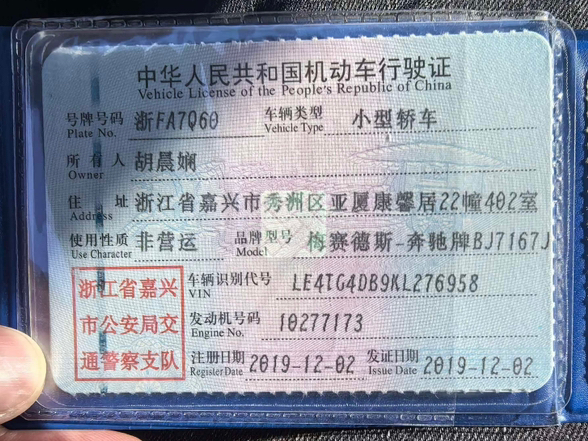 中华人民共和国机动车行驶证
Vehicle License of the People's Republic of China
号牌号码 浙FA7Q60 车辆类型 小型轿车
Plate No. Vehicle Type
所有人 胡晨娴
Owner
住址 浙江省嘉兴市秀洲区亚厦康馨居22幢402室
Address
使用性质 非营运 品牌型号 梅赛德斯-奔驰牌BJ7167J
Use Character Model
浙江省嘉兴
市公安局交
通警察支队
车辆识别代号 LE4TG4DB9KL276958
VIN
发动机号码 10277173
Engine No.
注册日期 2019-12-02 发证日期 2019-12-02
Register Date Issue Date